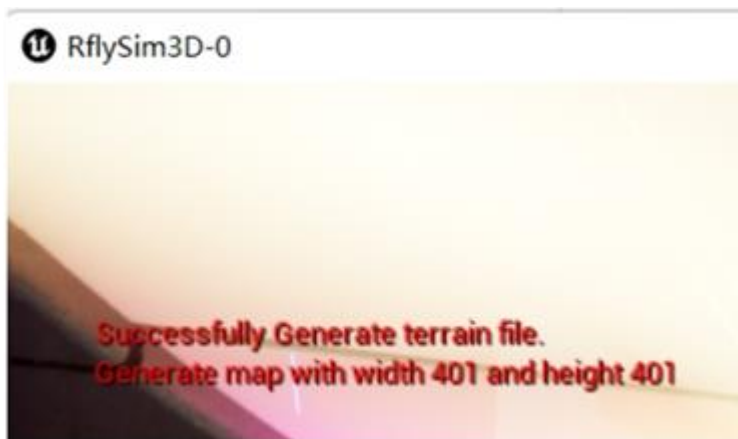 RflySim3D-0
Successfully Generate terrain file.
Generate map with width 401 and height 401